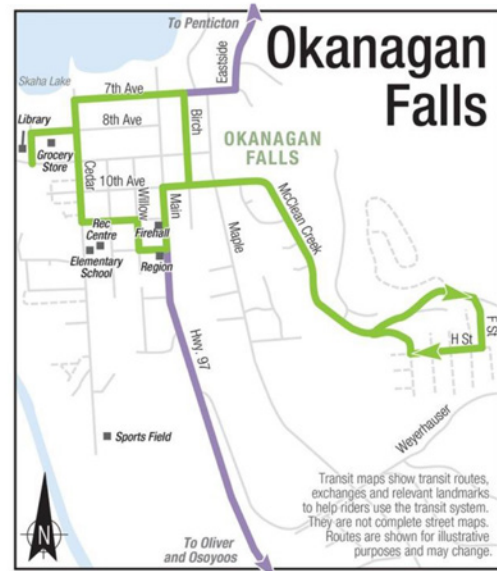 To Penticton
Okanagan
Falls
Skaha Lake
Eastside
7th Ave
Library
8th Ave
Birch
Grocery
Store
OKANAGAN
FALLS
10th Ave
Cedar
Willow
Main
McClean Creek
Rec
Centre
Firehall
Maple
Elementary
School
Region
F St
H St
Hwy. 97
Weyerhauser
Sports Field
Transit maps show transit routes,
exchanges and relevant landmarks
to help riders use the transit system.
They are not complete street maps.
Routes are shown for illustrative
purposes and may change.
N
To Oliver
and Osoyoos